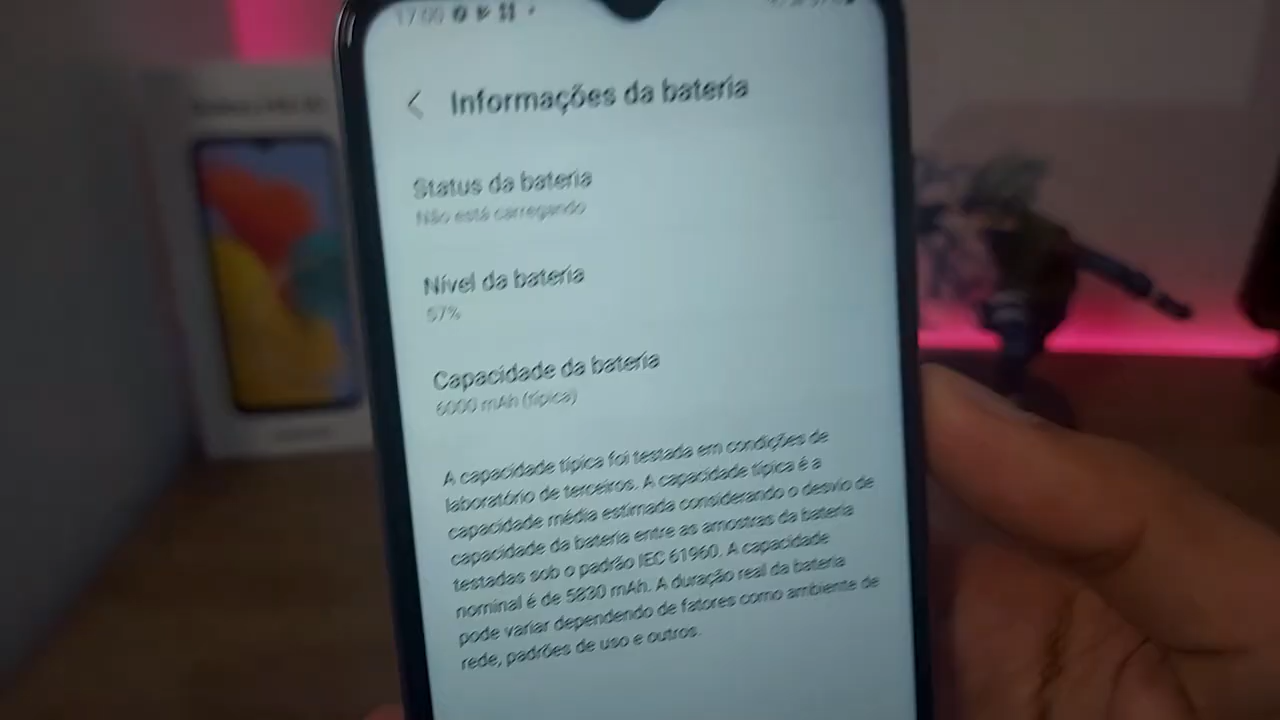 17:00
Informações da bateria
Status da bateria
Não está carregando
Nível da bateria
57%
Capacidade da bateria
6000 mAh (típica)
A capacidade típica foi testada em condições de
laboratório de terceiros. A capacidade típica é a
capacidade média estimada considerando o desvio de
capacidade da bateria entre as amostras da bateria
testadas sob o padrão IEC 61960. A capacidade
nominal é de 5830 mAh. A duração real da bateria
pode variar dependendo de fatores como ambiente de
rede, padrões de uso e outros.